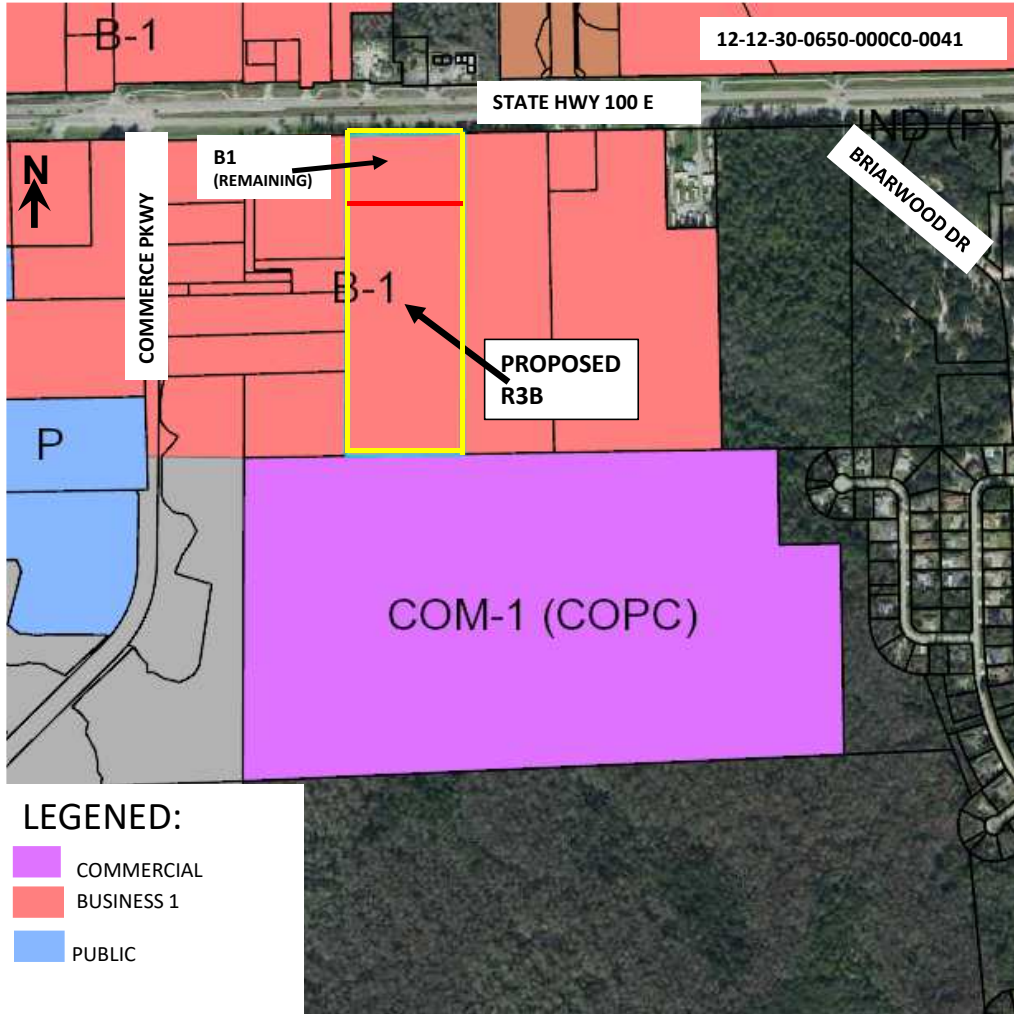 B-1
12-12-30-0650-000C0-0041
STATE HWY 100 E
IND (F)
B1
(REMAINING)
N
BRIARWOOD DR
COMMERCE PKWY
B-1
PROPOSED
R3B
P
COM-1 (COPC)
LEGENED:
COMMERCIAL
BUSINESS 1
PUBLIC